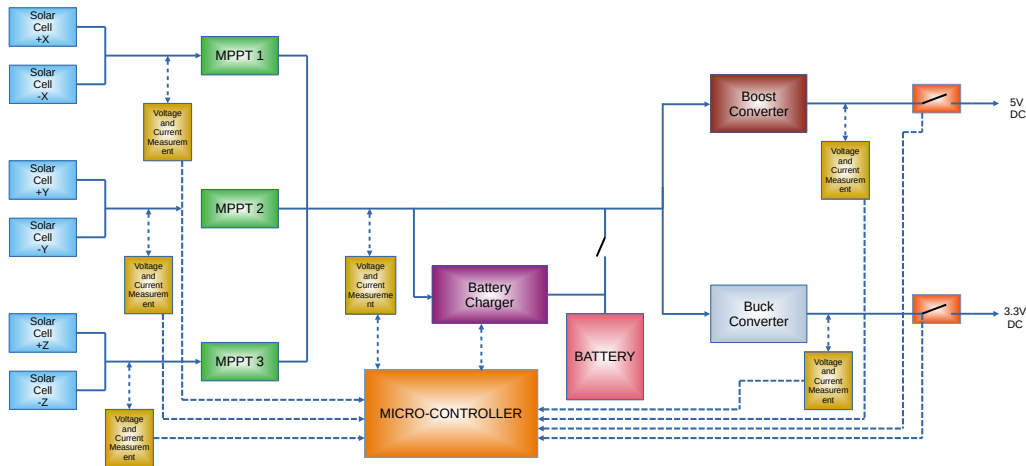 Solar
Cell
+X
Solar
Cell
-X
MPPT 1
Voltage
and
Current
Measurem
ent
Boost
Converter
5V
DC
Voltage
and
Current
Measurem
ent
Solar
Cell
+Y
Solar
Cell
-Y
MPPT 2
Voltage
and
Current
Measurem
ent
Voltage
and
Current
Measureme
nt
Battery
Charger
BATTERY
Buck
Converter
3.3V
DC
Solar
Cell
+Z
Solar
Cell
-Z
MPPT 3
Voltage
and
Current
Measurem
ent
MICRO-CONTROLLER
Voltage
and
Current
Measurem
ent